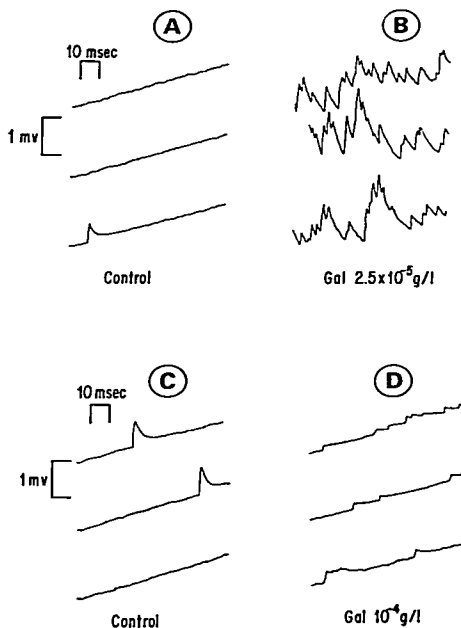 A
B
10 msec
1 mv
Control
Gal 2.5x10⁻⁵g/l
C
D
10 msec
1 mv
Control
Gal 10⁻⁴g/l